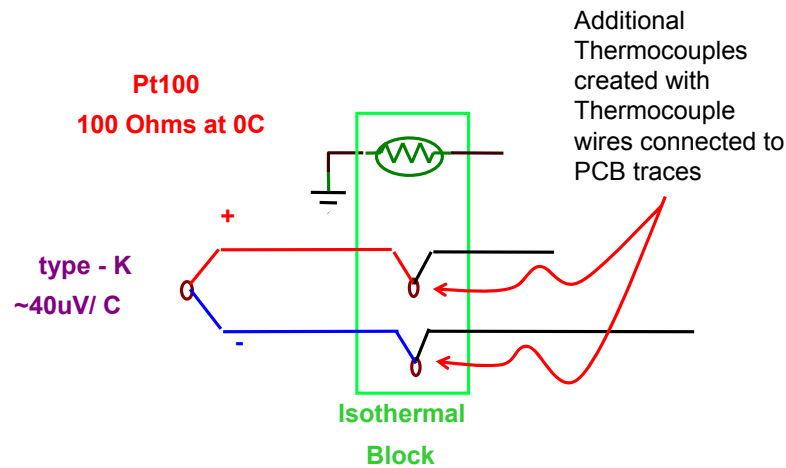 Additional
Thermocouples
created with
Thermocouple
wires connected to
PCB traces
Pt100
100 Ohms at 0C
+
type - K
~40uV/ C
-
Isothermal
Block